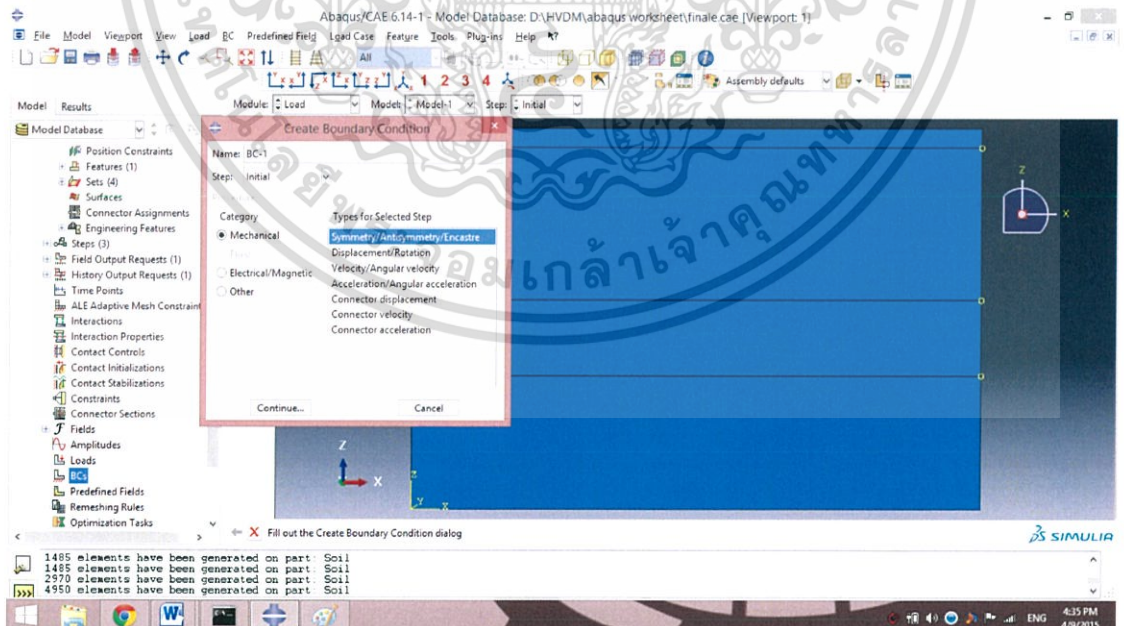 Abaqus/CAE 6.14-1 - Model Database: D:\HVDM\abaqus worksheet\finale.cae [Viewport: 1]
File Model Viewport View Load BC Predefined Field Load Case Feature Tools Plug-ins Help
All
1 2 3 4
Assembly defaults
Model Results
Module: Load Model: Model-1 Step: Initial
Model Database
Position Constraints
Features (1)
Sets (4)
Surfaces
Connector Assignments
Engineering Features
Steps (3)
Field Output Requests (1)
History Output Requests (1)
Time Points
ALE Adaptive Mesh Constraint
Interactions
Interaction Properties
Contact Controls
Contact Initializations
Contact Stabilizations
Constraints
Connector Sections
Fields
Amplitudes
Loads
BCs
Predefined Fields
Remeshing Rules
Optimization Tasks
Create Boundary Condition
Name: BC-1
Step: Initial
Category
Types for Selected Step
Mechanical
Electrical/Magnetic
Other
Symmetry/Antisymmetry/Encastre
Displacement/Rotation
Velocity/Angular velocity
Acceleration/Angular acceleration
Connector displacement
Connector velocity
Connector acceleration
Continue...
Cancel
Z
X
Z
X
Z
Y X
Fill out the Create Boundary Condition dialog
SIMULIA
1485 elements have been generated on part: Soil
1485 elements have been generated on part: Soil
2970 elements have been generated on part: Soil
4950 elements have been generated on part: Soil
ENG
4:35 PM
4/9/2015